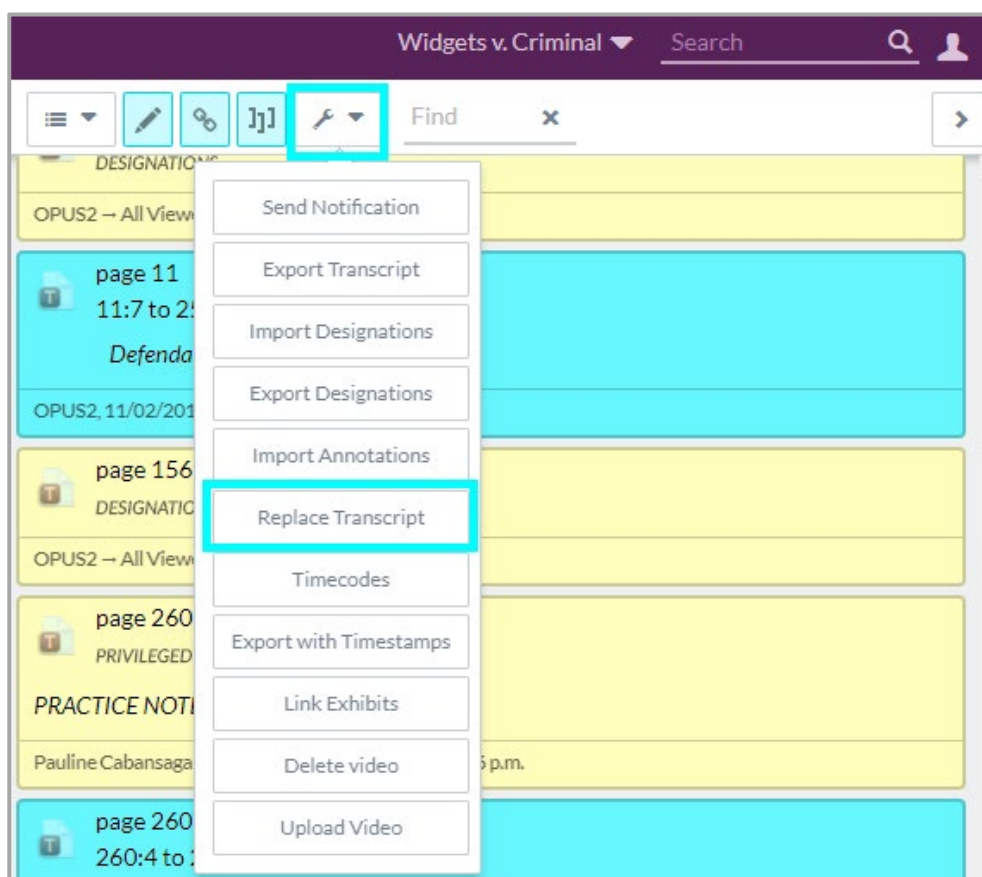 Widgets v. Criminal Search
Find
DESIGNATIONS
OPUS2 → All View
Send Notification
Export Transcript
Import Designations
Export Designations
Import Annotations
Replace Transcript
Timecodes
Export with Timestamps
Link Exhibits
Delete video
Upload Video
page 11
11:7 to
Defenda
OPUS2, 11/02/201
page 156
DESIGNATIO
OPUS2 → All View
page 260
PRIVILEGED
PRACTICE NOT
Pauline Cabansaga p.m.
page 260
260:4 to